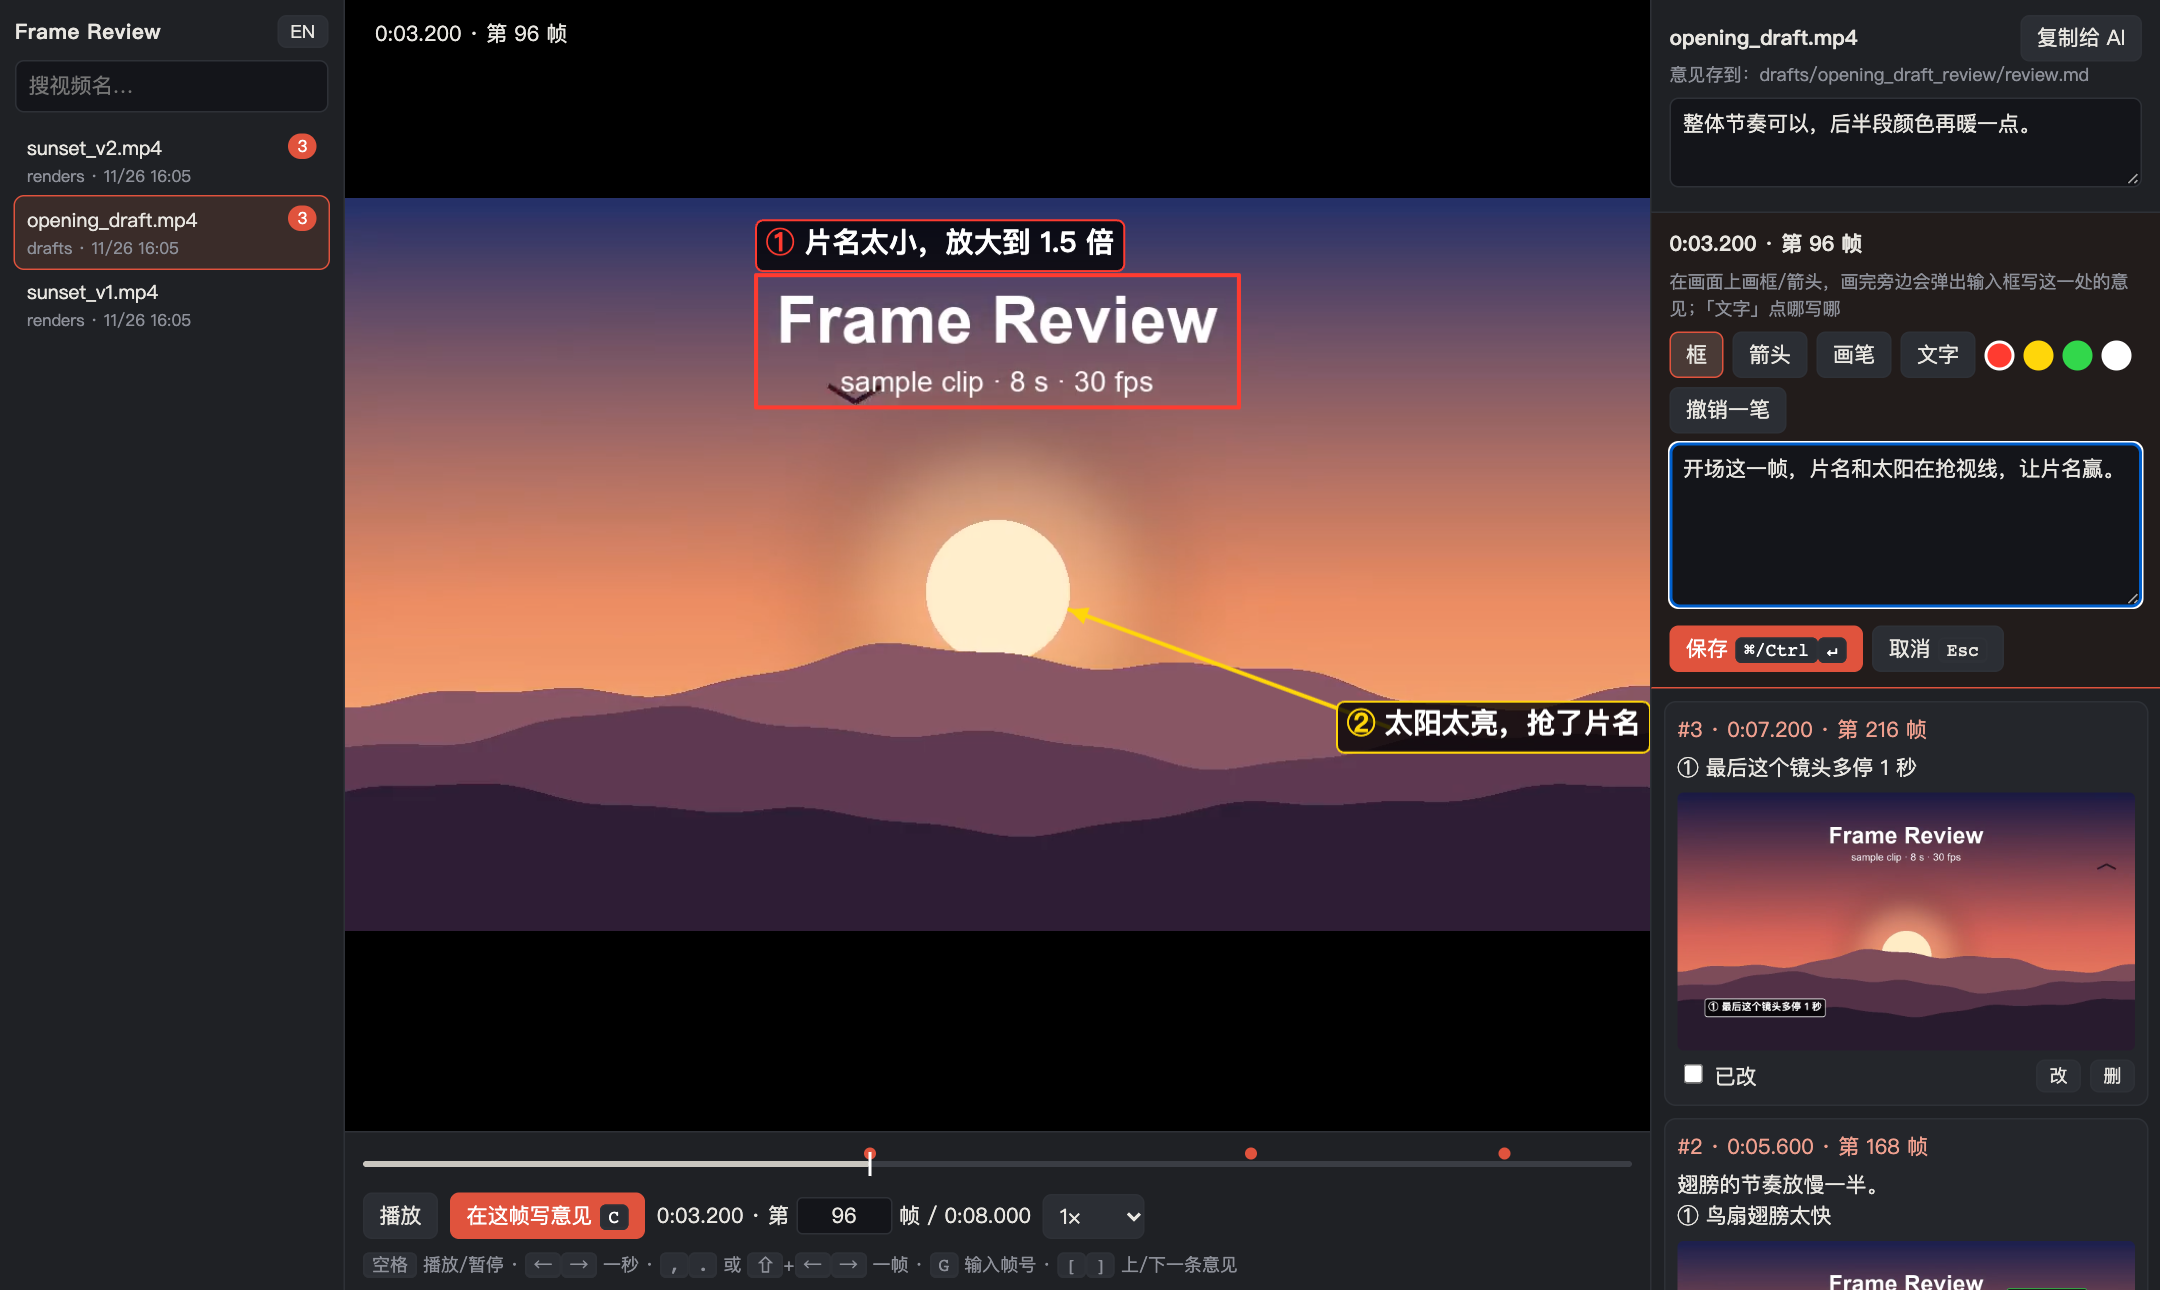 Frame Review
EN
搜视频名…
sunset_v2.mp4
3
renders · 11/26 16:05
opening_draft.mp4
3
drafts · 11/26 16:05
sunset_v1.mp4
renders · 11/26 16:05
0:03.200 · 第 96 帧
① 片名太小，放大到 1.5 倍
Frame Review
sample clip · 8 s · 30 fps
② 太阳太亮，抢了片名
播放
在这帧写意见 C
0:03.200 · 第 96 帧 / 0:08.000
1x
空格 播放/暂停 · ← → 一秒 · , . 或 ⇧+← → 一帧 · G 输入帧号 · [ ] 上/下一条意见
opening_draft.mp4
复制给 AI
意见存到：drafts/opening_draft_review/review.md
整体节奏可以，后半段颜色再暖一点。
0:03.200 · 第 96 帧
在画面上画框/箭头，画完旁边会弹出输入框写这一处的意
见；「文字」点哪写哪
框 箭头 画笔 文字
撤销一笔
开场这一帧，片名和太阳在抢视线，让片名赢。
保存 ⌘/Ctrl ↵
取消 Esc
#3 · 0:07.200 · 第 216 帧
① 最后这个镜头多停 1 秒
Frame Review
sample clip · 8 s · 30 fps
① 最后这个镜头多停 1 秒
已改
改
删
#2 · 0:05.600 · 第 168 帧
翅膀的节奏放慢一半。
① 鸟扇翅膀太快
Frame Review